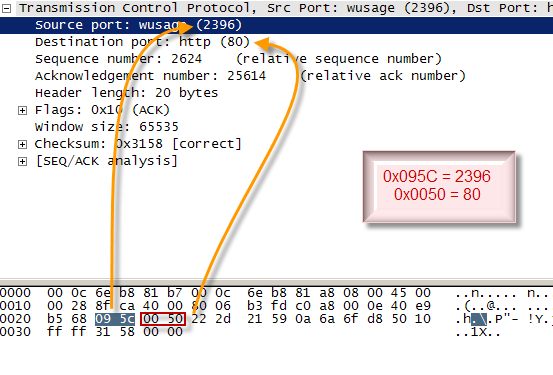 Transmission Control Protocol, Src Port: wusage (2396), Dst Port: h
Source port: wusage (2396)
Destination port: http (80)
Sequence number: 2624 (relative sequence number)
Acknowledgement number: 25614 (relative ack number)
Header length: 20 bytes
Flags: 0x10 (ACK)
Window size: 65535
Checksum: 0x3158 [correct]
[SEQ/ACK analysis]
0x095C = 2396
0x0050 = 80
0000 00 0c 6e b8 81 b7 00 0c 6e b8 81 a8 08 00 45 00 ..n..... n.
0010 00 28 8f ca 40 00 80 06 b3 fd c0 a8 00 0e 40 e9 .(..@... ...
0020 b5 68 09 5c 00 50 22 2d 21 59 0a 6a 6f d8 50 10 .h.\.P"- !Y.j
0030 ff ff 31 58 00 00 ..1X..